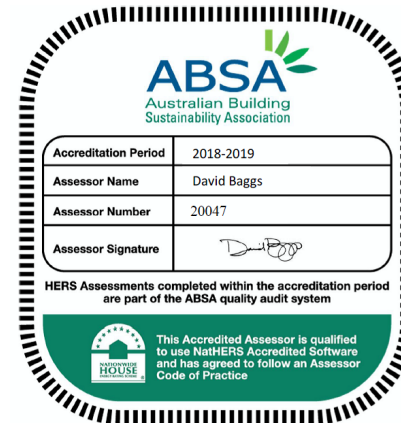 ABSA
Australian Building
Sustainability Association
Accreditation Period 2018-2019
Assessor Name David Baggs
Assessor Number 20047
Assessor Signature David Baggs
HERS Assessments completed within the accreditation period
are part of the ABSA quality audit system
This Accredited Assessor is qualified
to use NatHERS Accredited Software
and has agreed to follow an Assessor
Code of Practice
NATIONWIDE
HOUSE